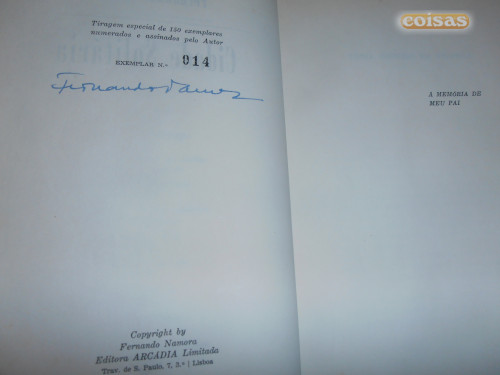 coisas
Tiragem especial de 150 exemplares
numerados e assinados pelo Autor
EXEMPLAR N.º 014
Fernando Namora
À MEMÓRIA DE
MEU PAI
Copyright by
Fernando Namora
Editora ARCÁDIA Limitada
Trav. de S. Paulo, 7, 2.º | Lisboa